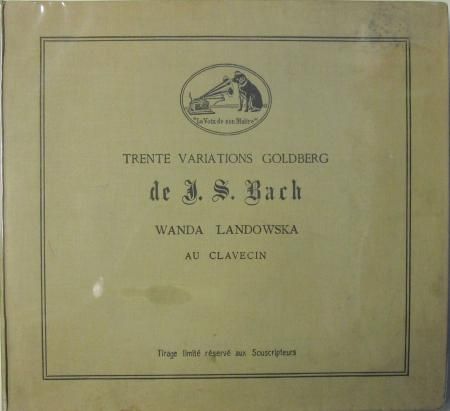 "La Voix de son Maître"
TRENTE VARIATIONS GOLDBERG
de J. S. Bach
WANDA LANDOWSKA
AU CLAVECIN
Tirage limité réservé aux Souscripteurs